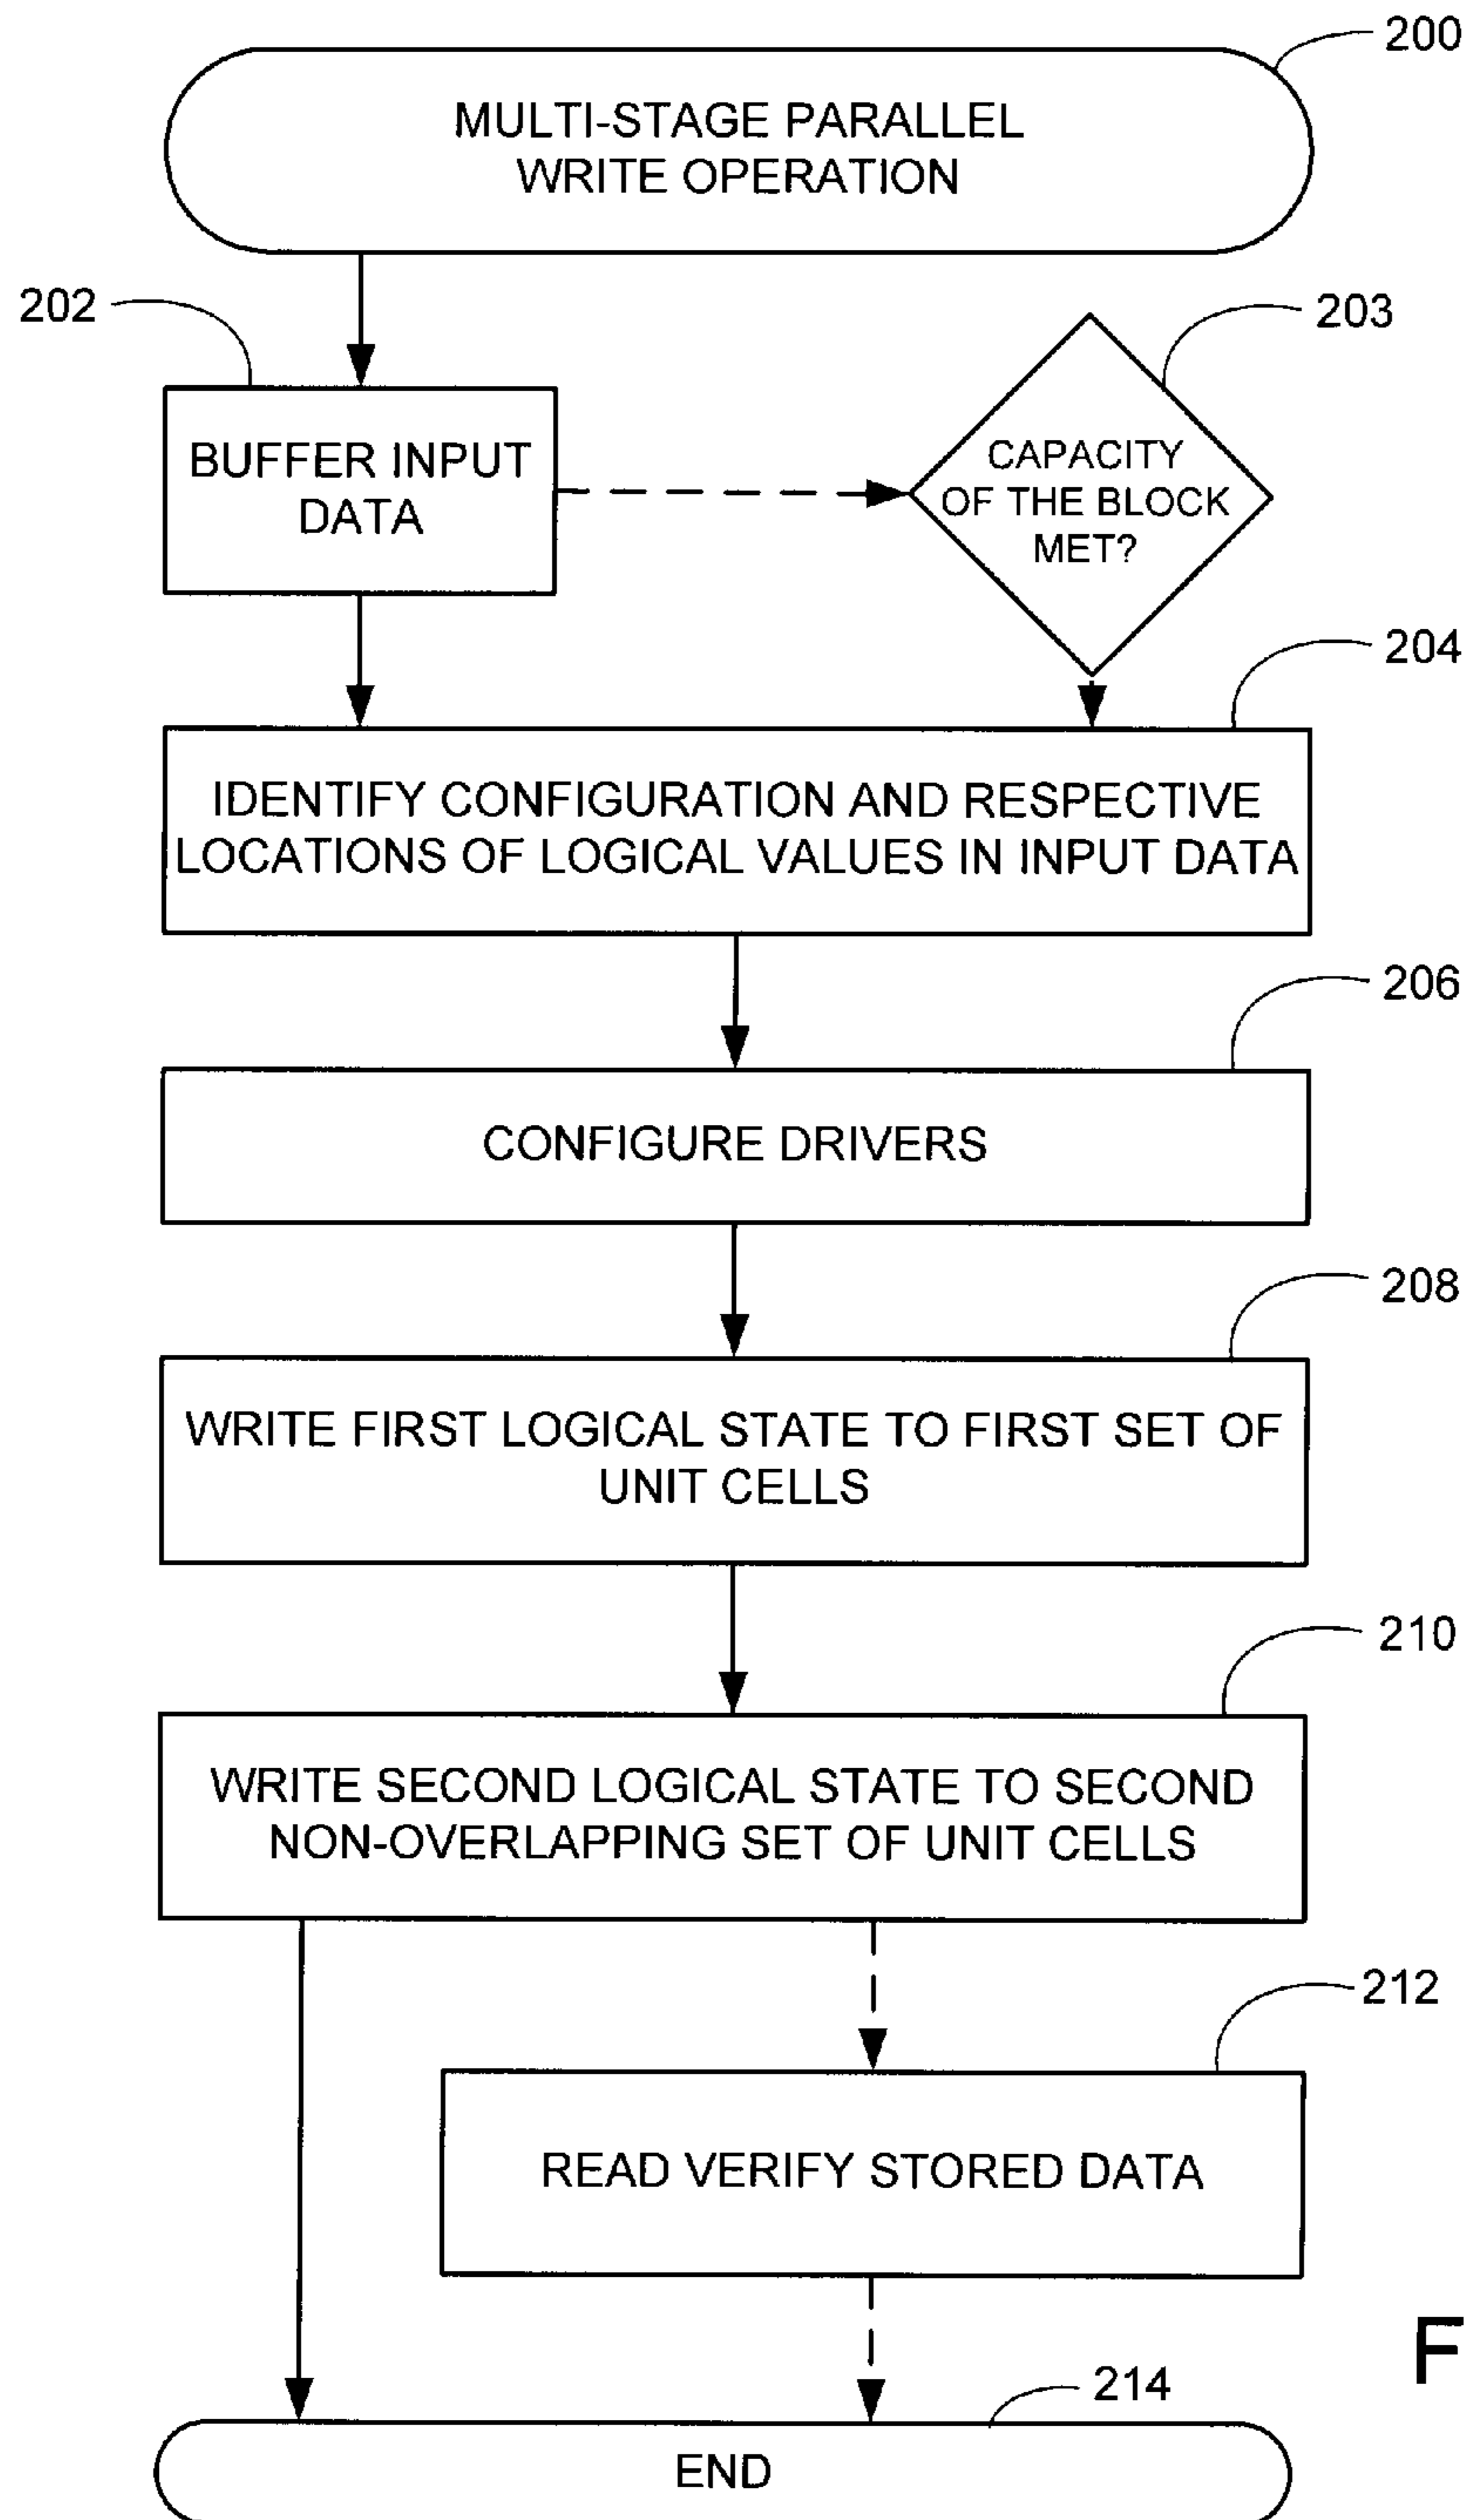 200
MULTI-STAGE PARALLEL
WRITE OPERATION
202
203
BUFFER INPUT
DATA
CAPACITY
OF THE BLOCK
MET?
204
IDENTIFY CONFIGURATION AND RESPECTIVE
LOCATIONS OF LOGICAL VALUES IN INPUT DATA
206
CONFIGURE DRIVERS
208
WRITE FIRST LOGICAL STATE TO FIRST SET OF
UNIT CELLS
210
WRITE SECOND LOGICAL STATE TO SECOND
NON-OVERLAPPING SET OF UNIT CELLS
212
READ VERIFY STORED DATA
F
214
END